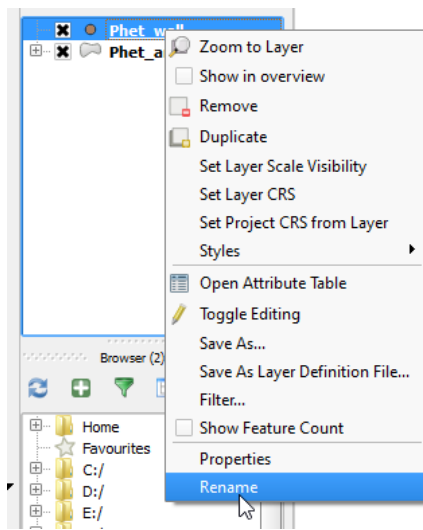 Phet_wall
Phet_a
Zoom to Layer
Show in overview
Remove
Duplicate
Set Layer Scale Visibility
Set Layer CRS
Set Project CRS from Layer
Styles
Open Attribute Table
Toggle Editing
Save As...
Save As Layer Definition File...
Filter...
Show Feature Count
Properties
Rename
Browser (2)
Home
Favourites
C:/
D:/
E:/